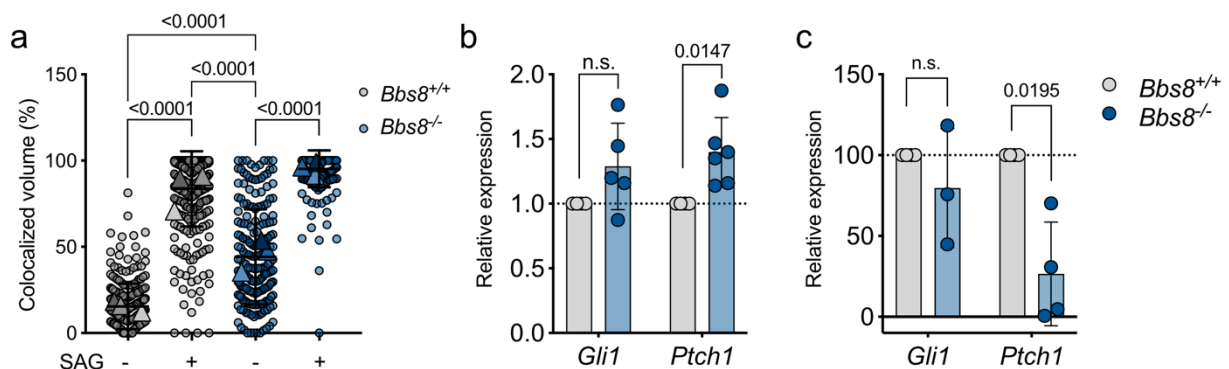 a
<0.0001
<0.0001
<0.0001
<0.0001
Colocalized volume (%)
150
100
50
0
SAG - + - +
Bbs8+/+
Bbs8-/-
b
n.s.
0.0147
Relative expression
2.0
1.5
1.0
0.5
0.0
Gli1 Ptch1
c
n.s.
0.0195
Relative expression
150
100
50
0
Gli1 Ptch1
Bbs8+/+
Bbs8-/-